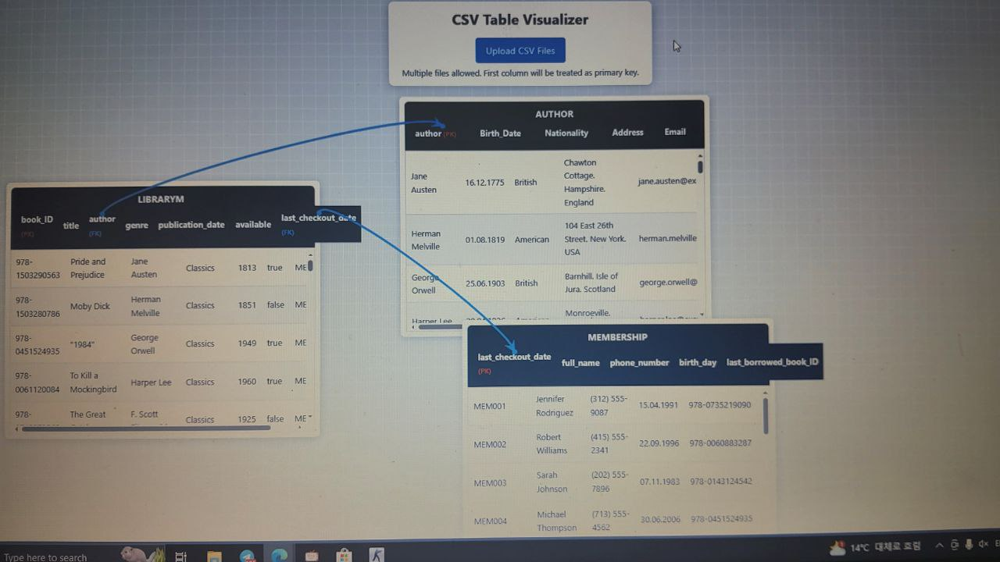 CSV Table Visualizer
Upload CSV Files
Multiple files allowed. First column will be treated as primary key.
AUTHOR
author (PK) Birth_Date Nationality Address Email
Jane Austen 16.12.1775 British Chawton Cottage. Hampshire. England jane.austen@ex
Herman Melville 01.08.1819 American 104 East 26th Street. New York. USA herman.melville
George Orwell 25.06.1903 British Barnhill. Isle of Jura. Scotland george.orwell@
Harper Lee Monroeville.
LIBRARYM
book_ID (PK) title author (FK) genre publication_date available last_checkout_date (FK)
978-1503290563 Pride and Prejudice Jane Austen Classics 1813 true ME
978-1503280786 Moby Dick Herman Melville Classics 1851 false ME
978-0451524935 "1984" George Orwell Classics 1949 true ME
978-0061120084 To Kill a Mockingbird Harper Lee Classics 1960 true ME
978- The Great F. Scott Classics 1925 false ME
MEMBERSHIP
last_checkout_date (PK) full_name phone_number birth_day last_borrowed_book_ID
MEM001 Jennifer Rodriguez (312) 555-9087 15.04.1991 978-0735219090
MEM002 Robert Williams (415) 555-2341 22.09.1996 978-0060883287
MEM003 Sarah Johnson (202) 555-7896 07.11.1983 978-0143124542
MEM004 Michael Thompson (713) 555-4562 30.06.2006 978-0451524935
Type here to search
14°C 대체로 흐림